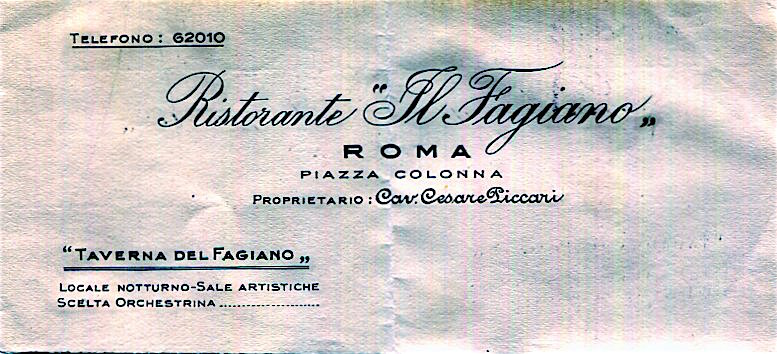 TELEFONO: 62010
Ristorante "Il Fagiano„
ROMA
PIAZZA COLONNA
PROPRIETARIO: Cav. Cesare Piccari
"TAVERNA DEL FAGIANO„
LOCALE NOTTURNO-SALE ARTISTICHE
SCELTA ORCHESTRINA ....................